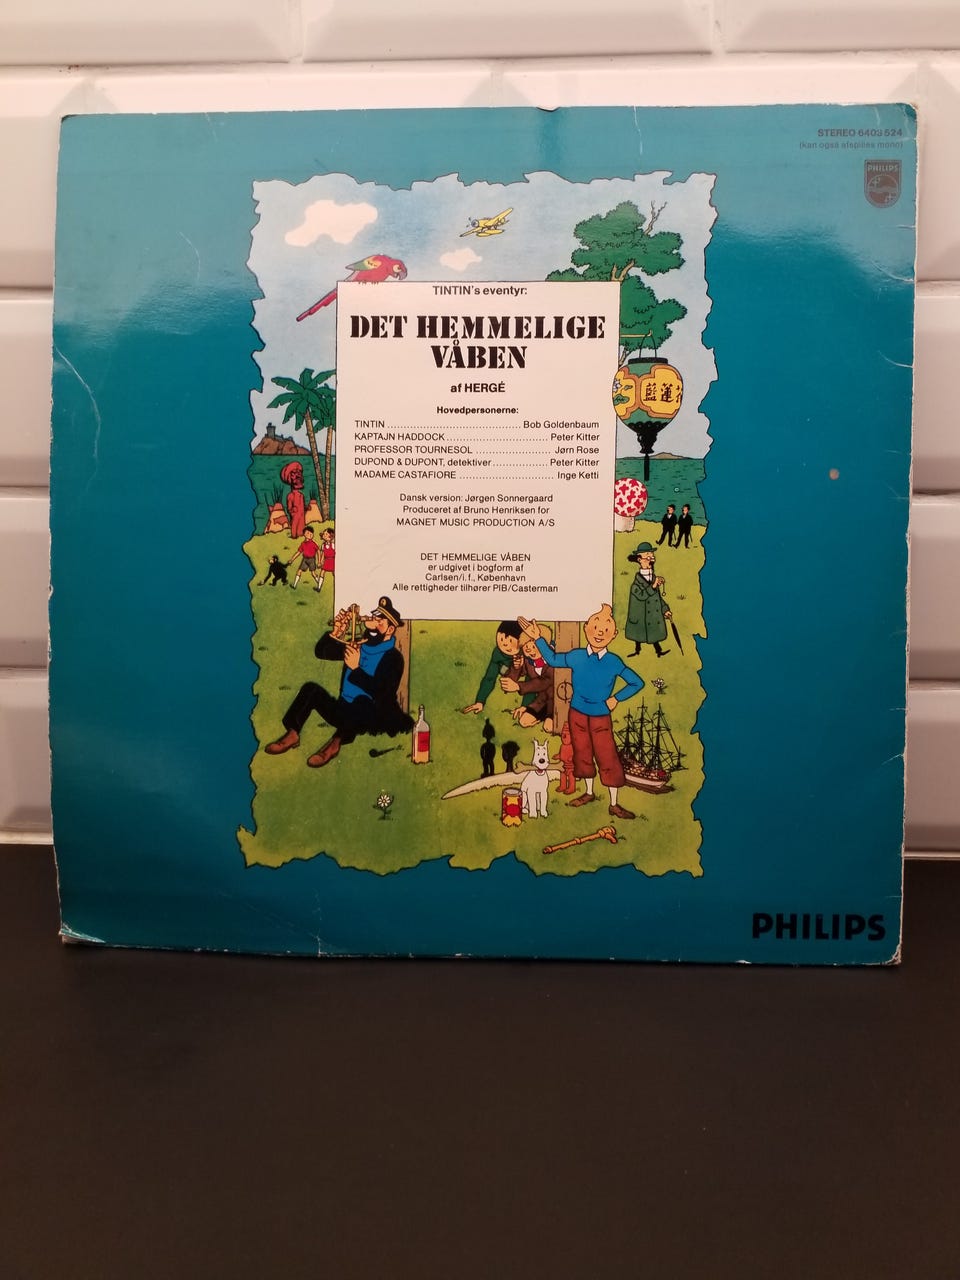 STEREO 6403 524
(kan også afspilles mono)
PHILIPS
TINTIN's eventyr:
DET HEMMELIGE
VÅBEN
af HERGÉ
Hovedpersonerne:
TINTIN ........................................ Bob Goldenbaum
KAPTAJN HADDOCK .............................. Peter Kitter
PROFESSOR TOURNESOL ...................... Jørn Rose
DUPOND & DUPONT, detektiver ................ Peter Kitter
MADAME CASTAFIORE .............................. Inge Ketti
Dansk version: Jørgen Sonnergaard
Produceret af Bruno Henriksen for
MAGNET MUSIC PRODUCTION A/S
DET HEMMELIGE VÅBEN
er udgivet i bogform af
Carlsen/i.f., København
Alle rettigheder tilhører PIB/Casterman
藍蓮
PHILIPS